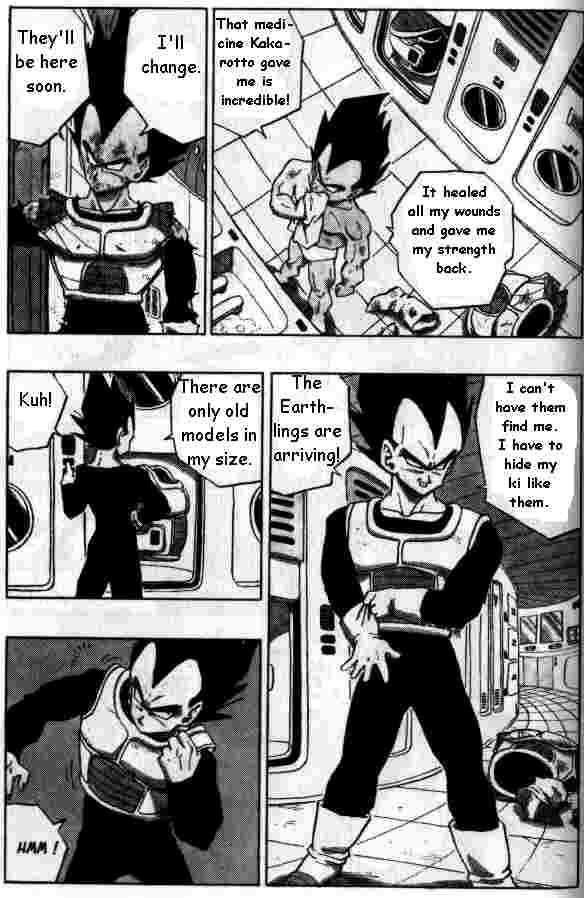 They'll
be here
soon.
I'll
change.
That medi-
cine Kaka-
rotto gave
me is
incredible!
It healed
all my wounds
and gave me
my strength
back.
Kuh!
There are
only old
models in
my size.
HMM !
The
Earth-
lings are
arriving!
I can't
have them
find me.
I have to
hide my
ki like
them.